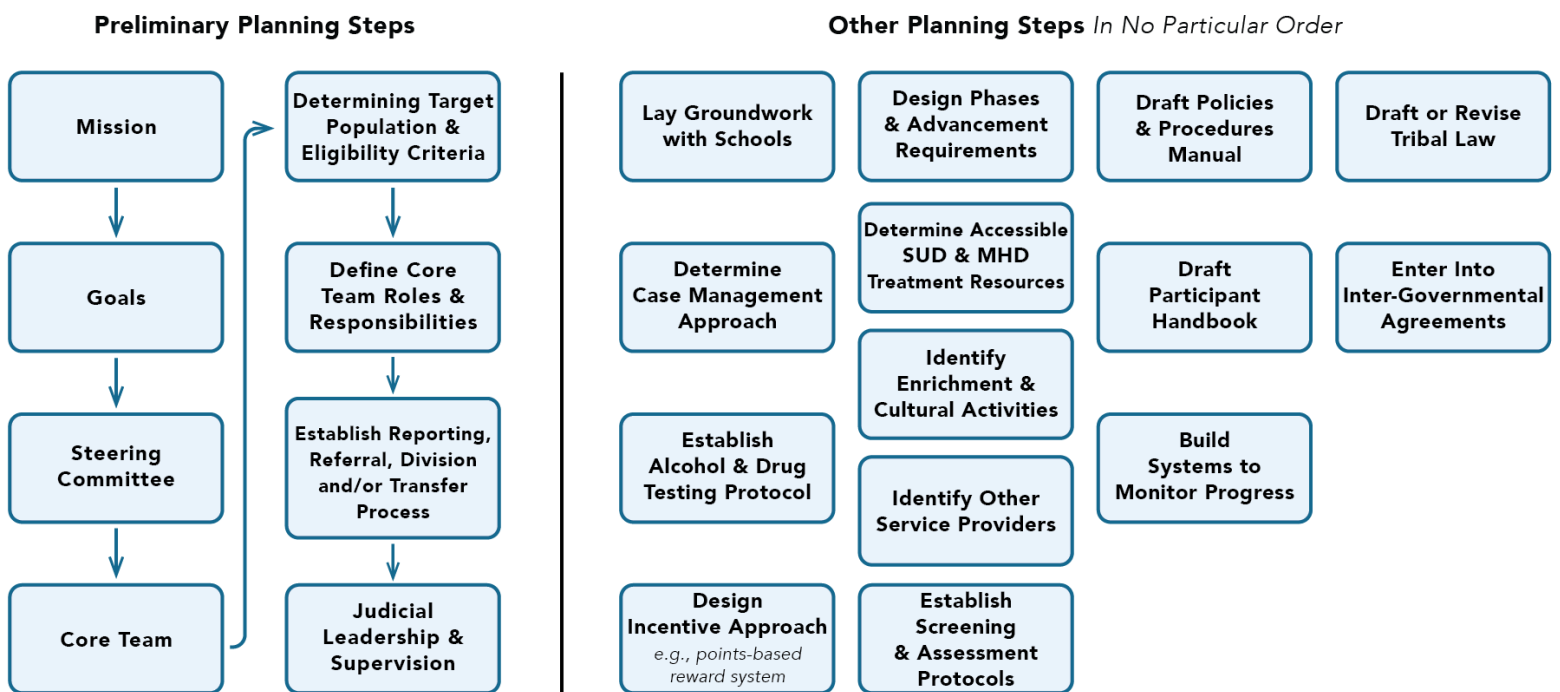 Preliminary Planning Steps
Mission
Goals
Steering
Committee
Core Team
Determining Target
Population &
Eligibility Criteria
Define Core
Team Roles &
Responsibilities
Establish Reporting,
Referral, Division
and/or Transfer
Process
Judicial
Leadership &
Supervision
Other Planning Steps In No Particular Order
Lay Groundwork
with Schools
Determine
Case Management
Approach
Establish
Alcohol & Drug
Testing Protocol
Design
Incentive Approach
e.g., points-based
reward system
Design Phases
& Advancement
Requirements
Determine Accessible
SUD & MHD
Treatment Resources
Identify
Enrichment &
Cultural Activities
Identify Other
Service Providers
Establish
Screening
& Assessment
Protocols
Draft Policies
& Procedures
Manual
Draft
Participant
Handbook
Build
Systems to
Monitor Progress
Draft or Revise
Tribal Law
Enter Into
Inter-Governmental
Agreements